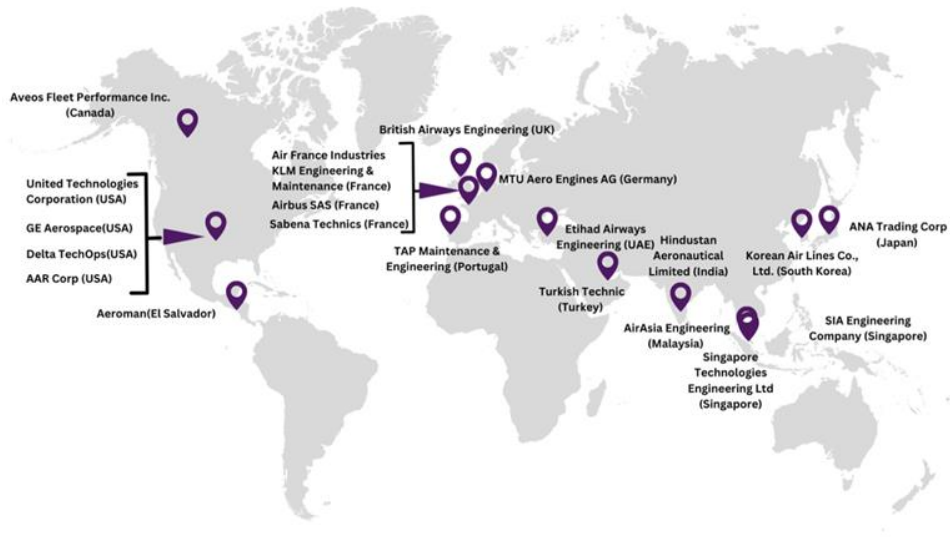 Aveos Fleet Performance Inc.
(Canada)
United Technologies
Corporation (USA)
GE Aerospace(USA)
Delta TechOps(USA)
AAR Corp (USA)
Aeroman(El Salvador)
British Airways Engineering (UK)
Air France Industries
KLM Engineering &
Maintenance (France)
Airbus SAS (France)
Sabena Technics (France)
MTU Aero Engines AG (Germany)
TAP Maintenance &
Engineering (Portugal)
Etihad Airways
Engineering (UAE)
Turkish Technic
(Turkey)
Hindustan
Aeronautical
Limited (India)
AirAsia Engineering
(Malaysia)
Singapore
Technologies
Engineering Ltd
(Singapore)
Korean Air Lines Co.,
Ltd. (South Korea)
ANA Trading Corp
(Japan)
SIA Engineering
Company (Singapore)